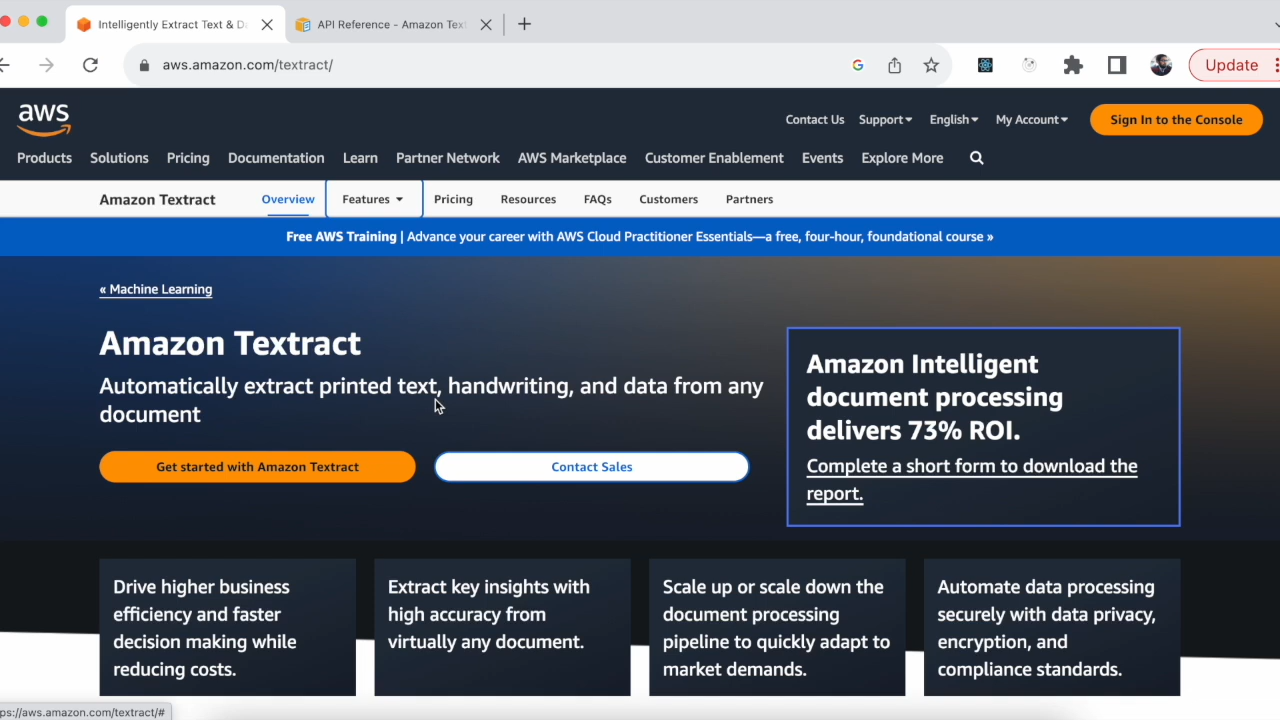 Intelligently Extract Text & Da
API Reference - Amazon Text
aws.amazon.com/textract/
Update
aws
Contact Us Support English My Account Sign In to the Console
Products Solutions Pricing Documentation Learn Partner Network AWS Marketplace Customer Enablement Events Explore More
Amazon Textract Overview Features Pricing Resources FAQs Customers Partners
Free AWS Training | Advance your career with AWS Cloud Practitioner Essentials—a free, four-hour, foundational course »
« Machine Learning
Amazon Textract
Automatically extract printed text, handwriting, and data from any
document
Get started with Amazon Textract
Contact Sales
Amazon Intelligent
document processing
delivers 73% ROI.
Complete a short form to download the
report.
Drive higher business
efficiency and faster
decision making while
reducing costs.
Extract key insights with
high accuracy from
virtually any document.
Scale up or scale down the
document processing
pipeline to quickly adapt to
market demands.
Automate data processing
securely with data privacy,
encryption, and
compliance standards.
ps://aws.amazon.com/textract/#